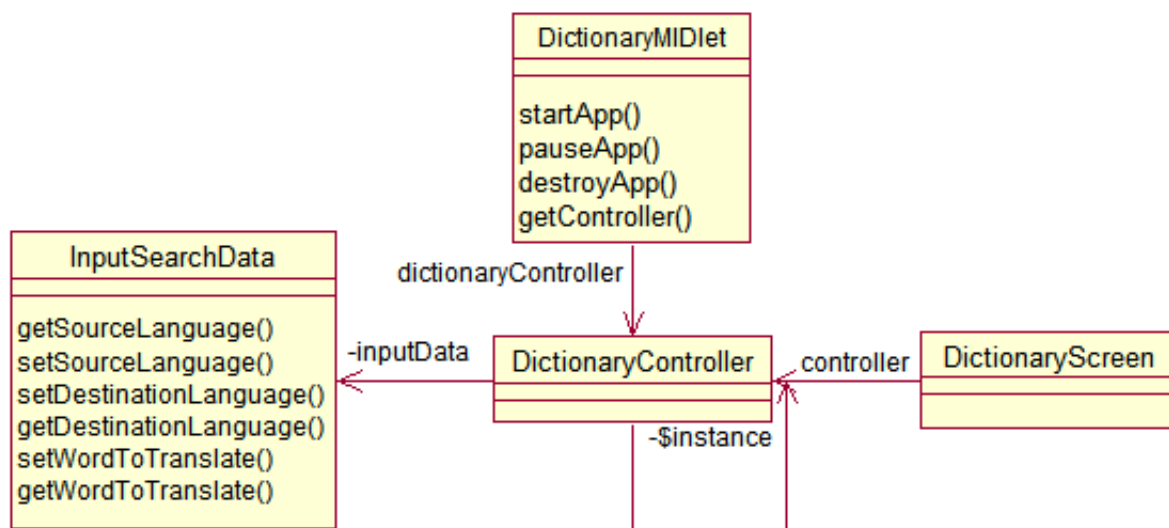 DictionaryMIDlet
startApp()
pauseApp()
destroyApp()
getController()
InputSearchData
getSourceLanguage()
setSourceLanguage()
setDestinationLanguage()
getDestinationLanguage()
setWordToTranslate()
getWordToTranslate()
dictionaryController
-inputData
DictionaryController
controller
DictionaryScreen
-$instance